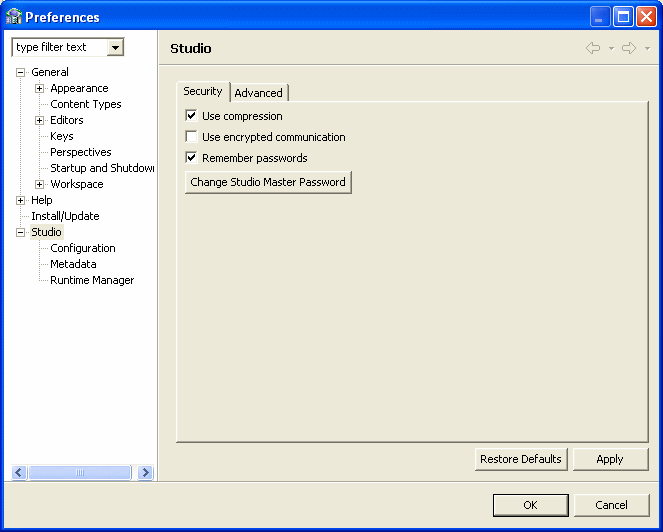 Preferences
type filter text
General
Appearance
Content Types
Editors
Keys
Perspectives
Startup and Shutdown
Workspace
Help
Install/Update
Studio
Configuration
Metadata
Runtime Manager
Studio
Security
Advanced
Use compression
Use encrypted communication
Remember passwords
Change Studio Master Password
Restore Defaults
Apply
OK
Cancel